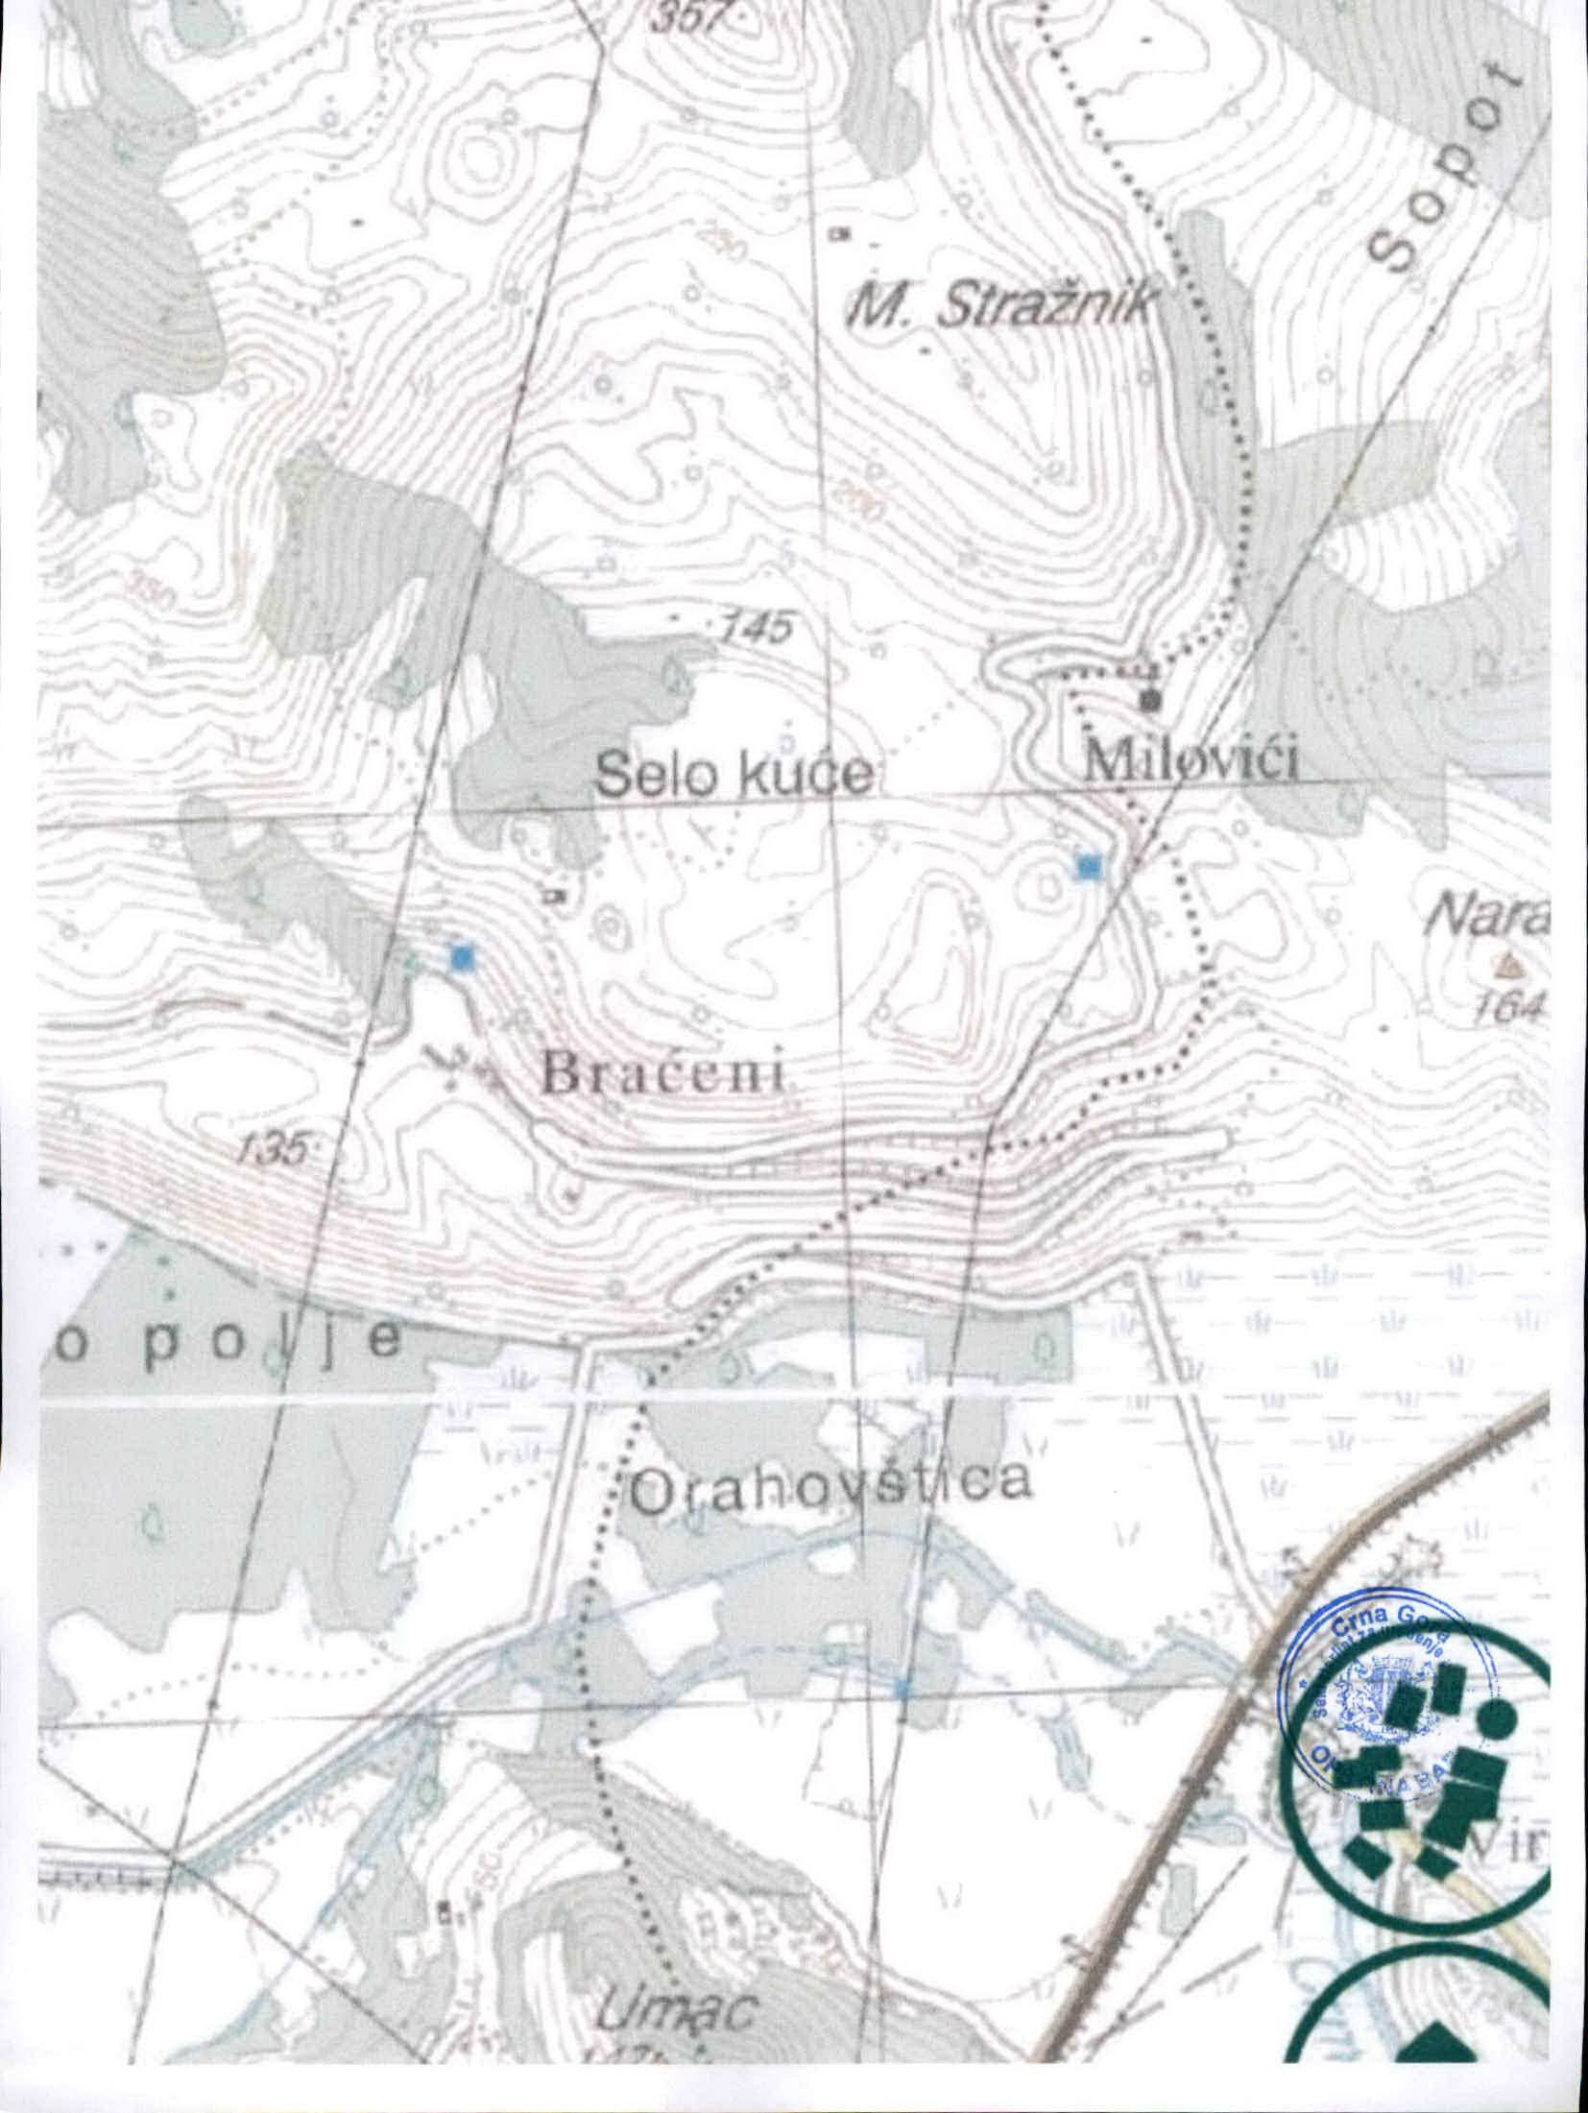 357
Sopot
250
M. Stražnik
200
350
145
Selo kuće
Milovići
Nara
164
Braćeni
135
o polje
Orahovštica
Crna Gora
Vir
50
Umac